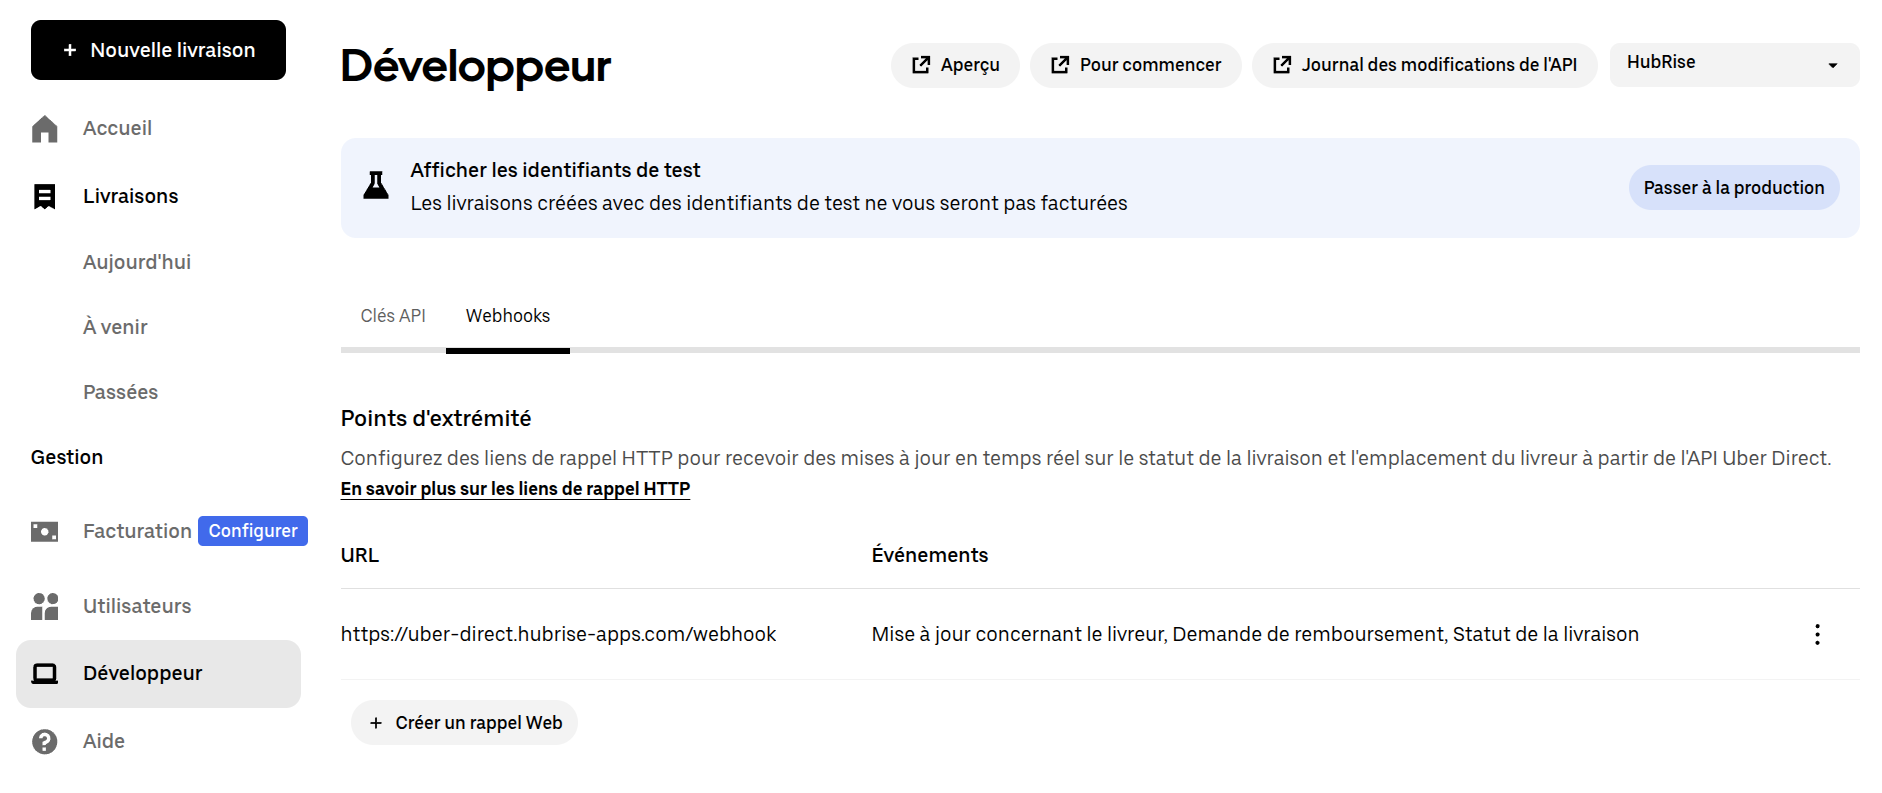 + Nouvelle livraison
Accueil
Livraisons
Aujourd'hui
À venir
Passées
Gestion
Facturation Configurer
Utilisateurs
Développeur
Aide
Développeur
Aperçu
Pour commencer
Journal des modifications de l'API
HubRise
Afficher les identifiants de test
Les livraisons créées avec des identifiants de test ne vous seront pas facturées
Passer à la production
Clés API Webhooks
Points d'extrémité
Configurez des liens de rappel HTTP pour recevoir des mises à jour en temps réel sur le statut de la livraison et l'emplacement du livreur à partir de l'API Uber Direct.
En savoir plus sur les liens de rappel HTTP
URL Événements
https://uber-direct.hubrise-apps.com/webhook Mise à jour concernant le livreur, Demande de remboursement, Statut de la livraison
+ Créer un rappel Web